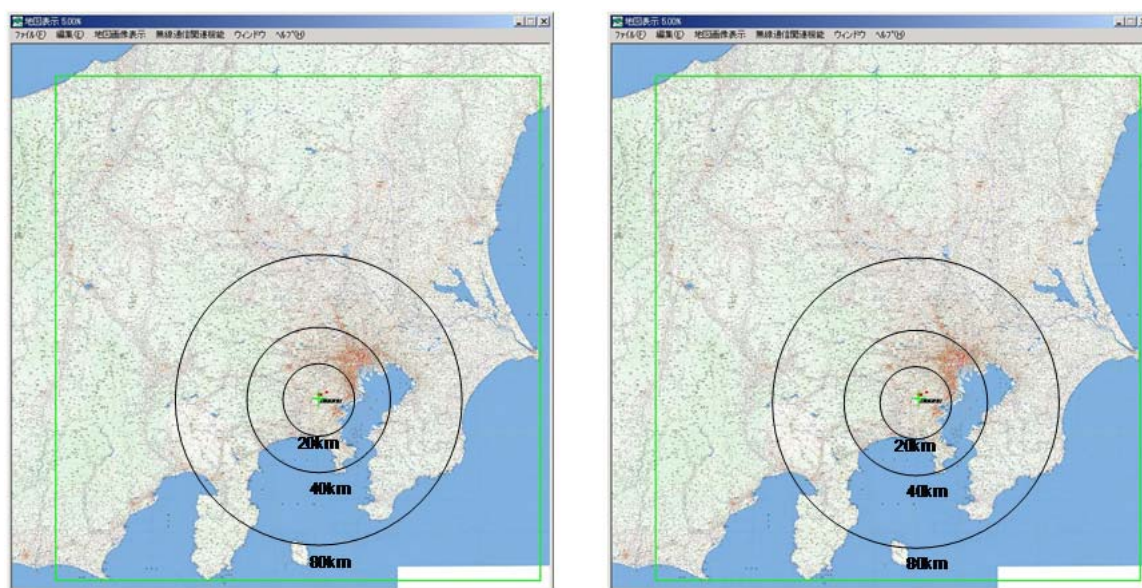 地図表示 5.00%
ファイル(F) 編集(E) 地図画像表示 無線通信関連機能 ウィンドウ ヘルプ(H)
20km
40km
80km
地図表示 5.00%
ファイル(F) 編集(E) 地図画像表示 無線通信関連機能 ウィンドウ ヘルプ(H)
20km
40km
80km